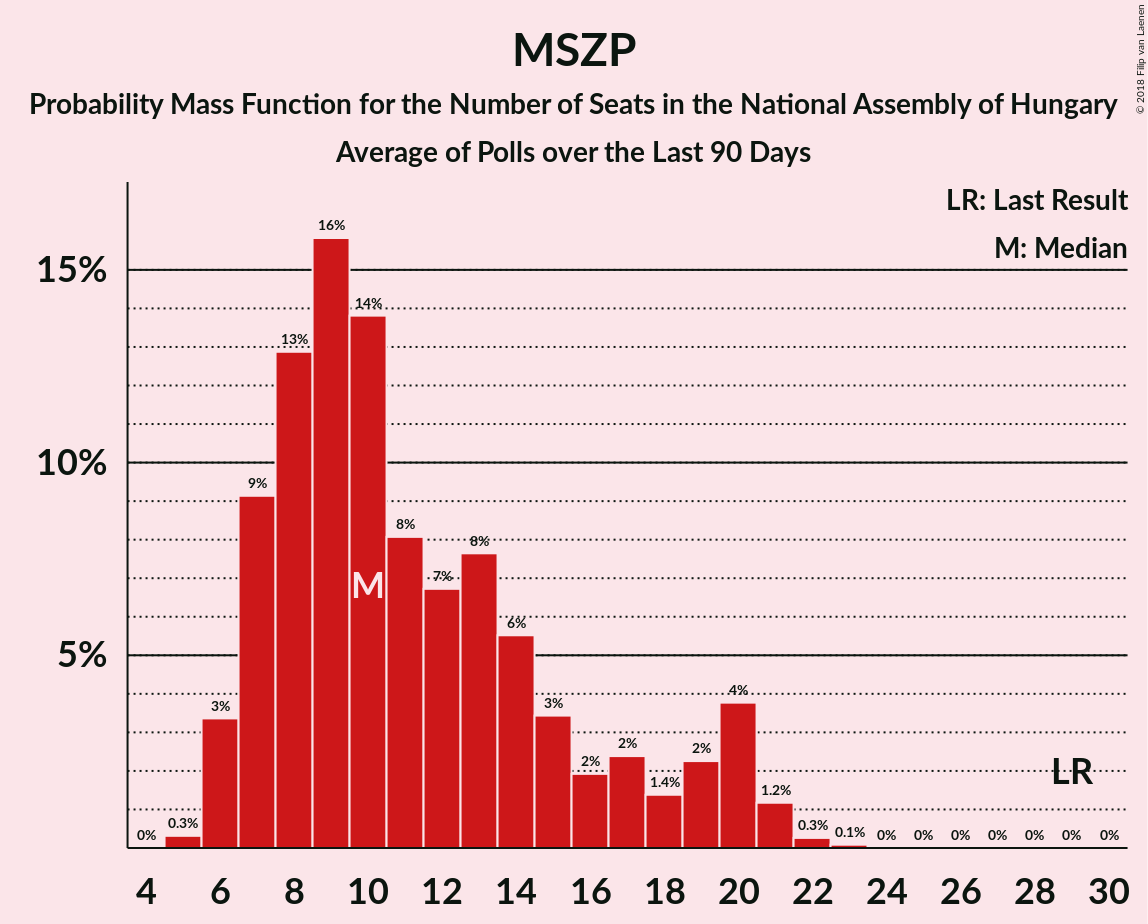 MSZP
Probability Mass Function for the Number of Seats in the National Assembly of Hungary
Average of Polls over the Last 90 Days
© 2018 Filip van Laenen
LR: Last Result
M: Median
15%
10%
5%
0% 0.3% 3% 9% 13% 16% 14% 8% 7% 8% 6% 3% 2% 2% 1.4% 2% 4% 1.2% 0.3% 0.1% 0% 0% 0% 0% 0% 0% 0%
M
LR
4 6 8 10 12 14 16 18 20 22 24 26 28 30